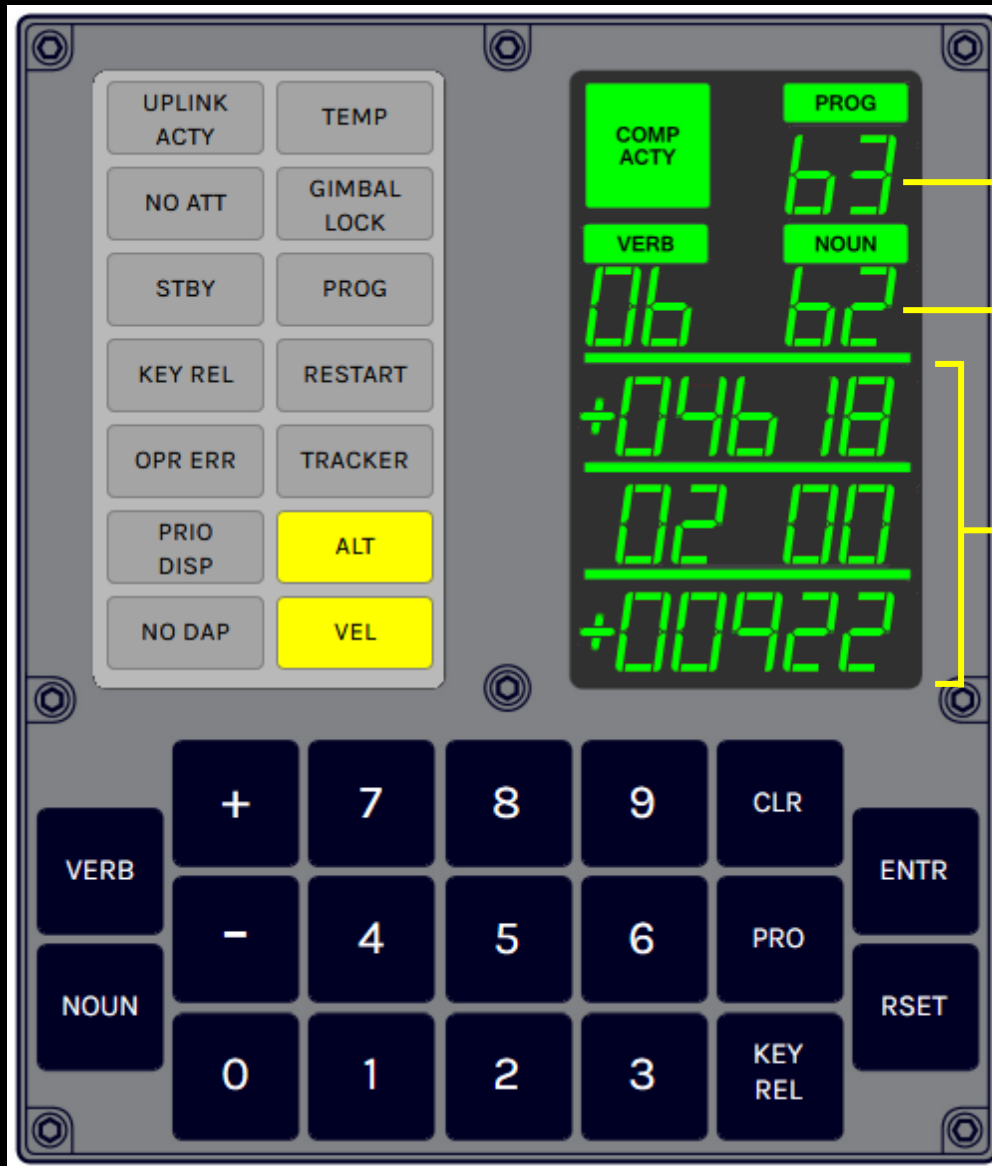 UPLINK
ACTY
TEMP
NO ATT
GIMBAL
LOCK
STBY
PROG
KEY REL
RESTART
OPR ERR
TRACKER
PRIO
DISP
ALT
NO DAP
VEL
COMP
ACTY
PROG
63
VERB
NOUN
06
62
+04618
02 00
+00922
VERB
NOUN
+
7
8
9
CLR
-
4
5
6
PRO
0
1
2
3
KEY
REL
ENTR
RSET